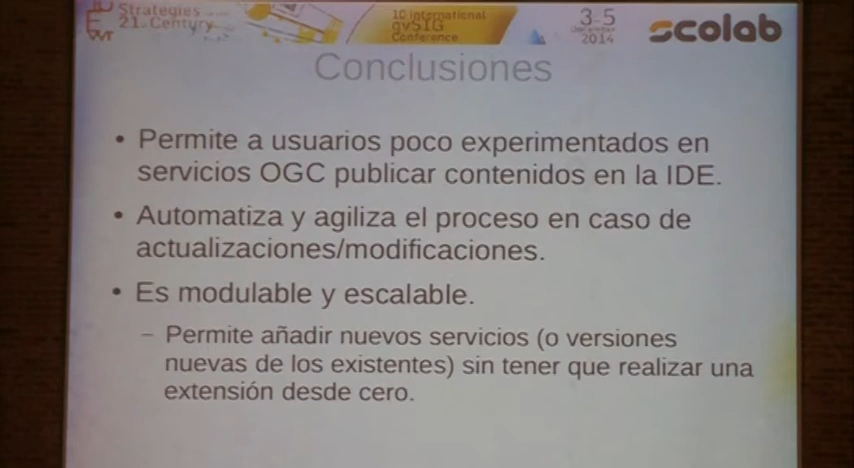 Strategies
21st Century
10 international
gvSIG
Conference
3-5
December
2014
scolab
Conclusiones
• Permite a usuarios poco experimentados en
servicios OGC publicar contenidos en la IDE.
• Automatiza y agiliza el proceso en caso de
actualizaciones/modificaciones.
• Es modulable y escalable.
– Permite añadir nuevos servicios (o versiones
nuevas de los existentes) sin tener que realizar una
extensión desde cero.